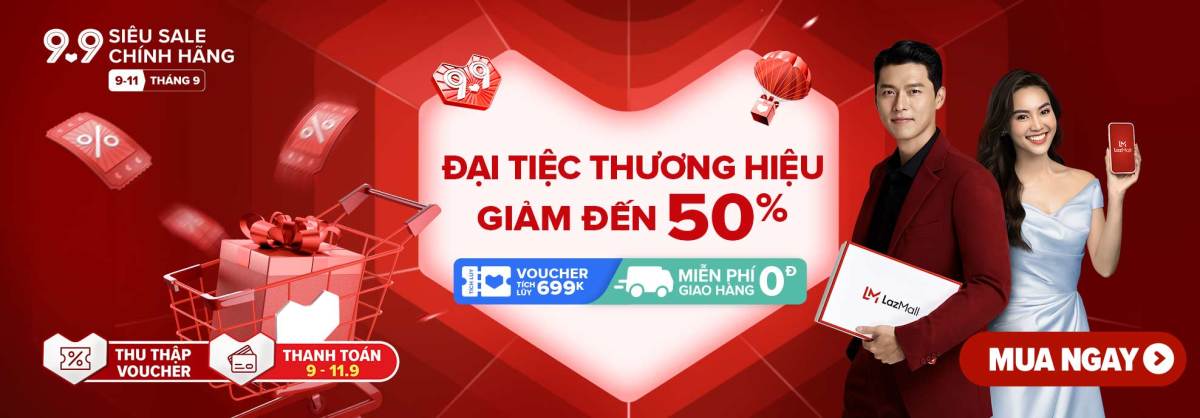 9.9
SIÊU SALE
CHÍNH HÃNG
9-11 THÁNG 9
9.9
%
%
ĐẠI TIỆC THƯƠNG HIỆU
GIẢM ĐẾN 50%
TÍCH LŨY
VOUCHER
TÍCH LŨY 699K
MIỄN PHÍ
GIAO HÀNG 0Đ
LM
LazMall
LM LazMall
%
THU THẬP
VOUCHER
THANH TOÁN
9 - 11.9
MUA NGAY